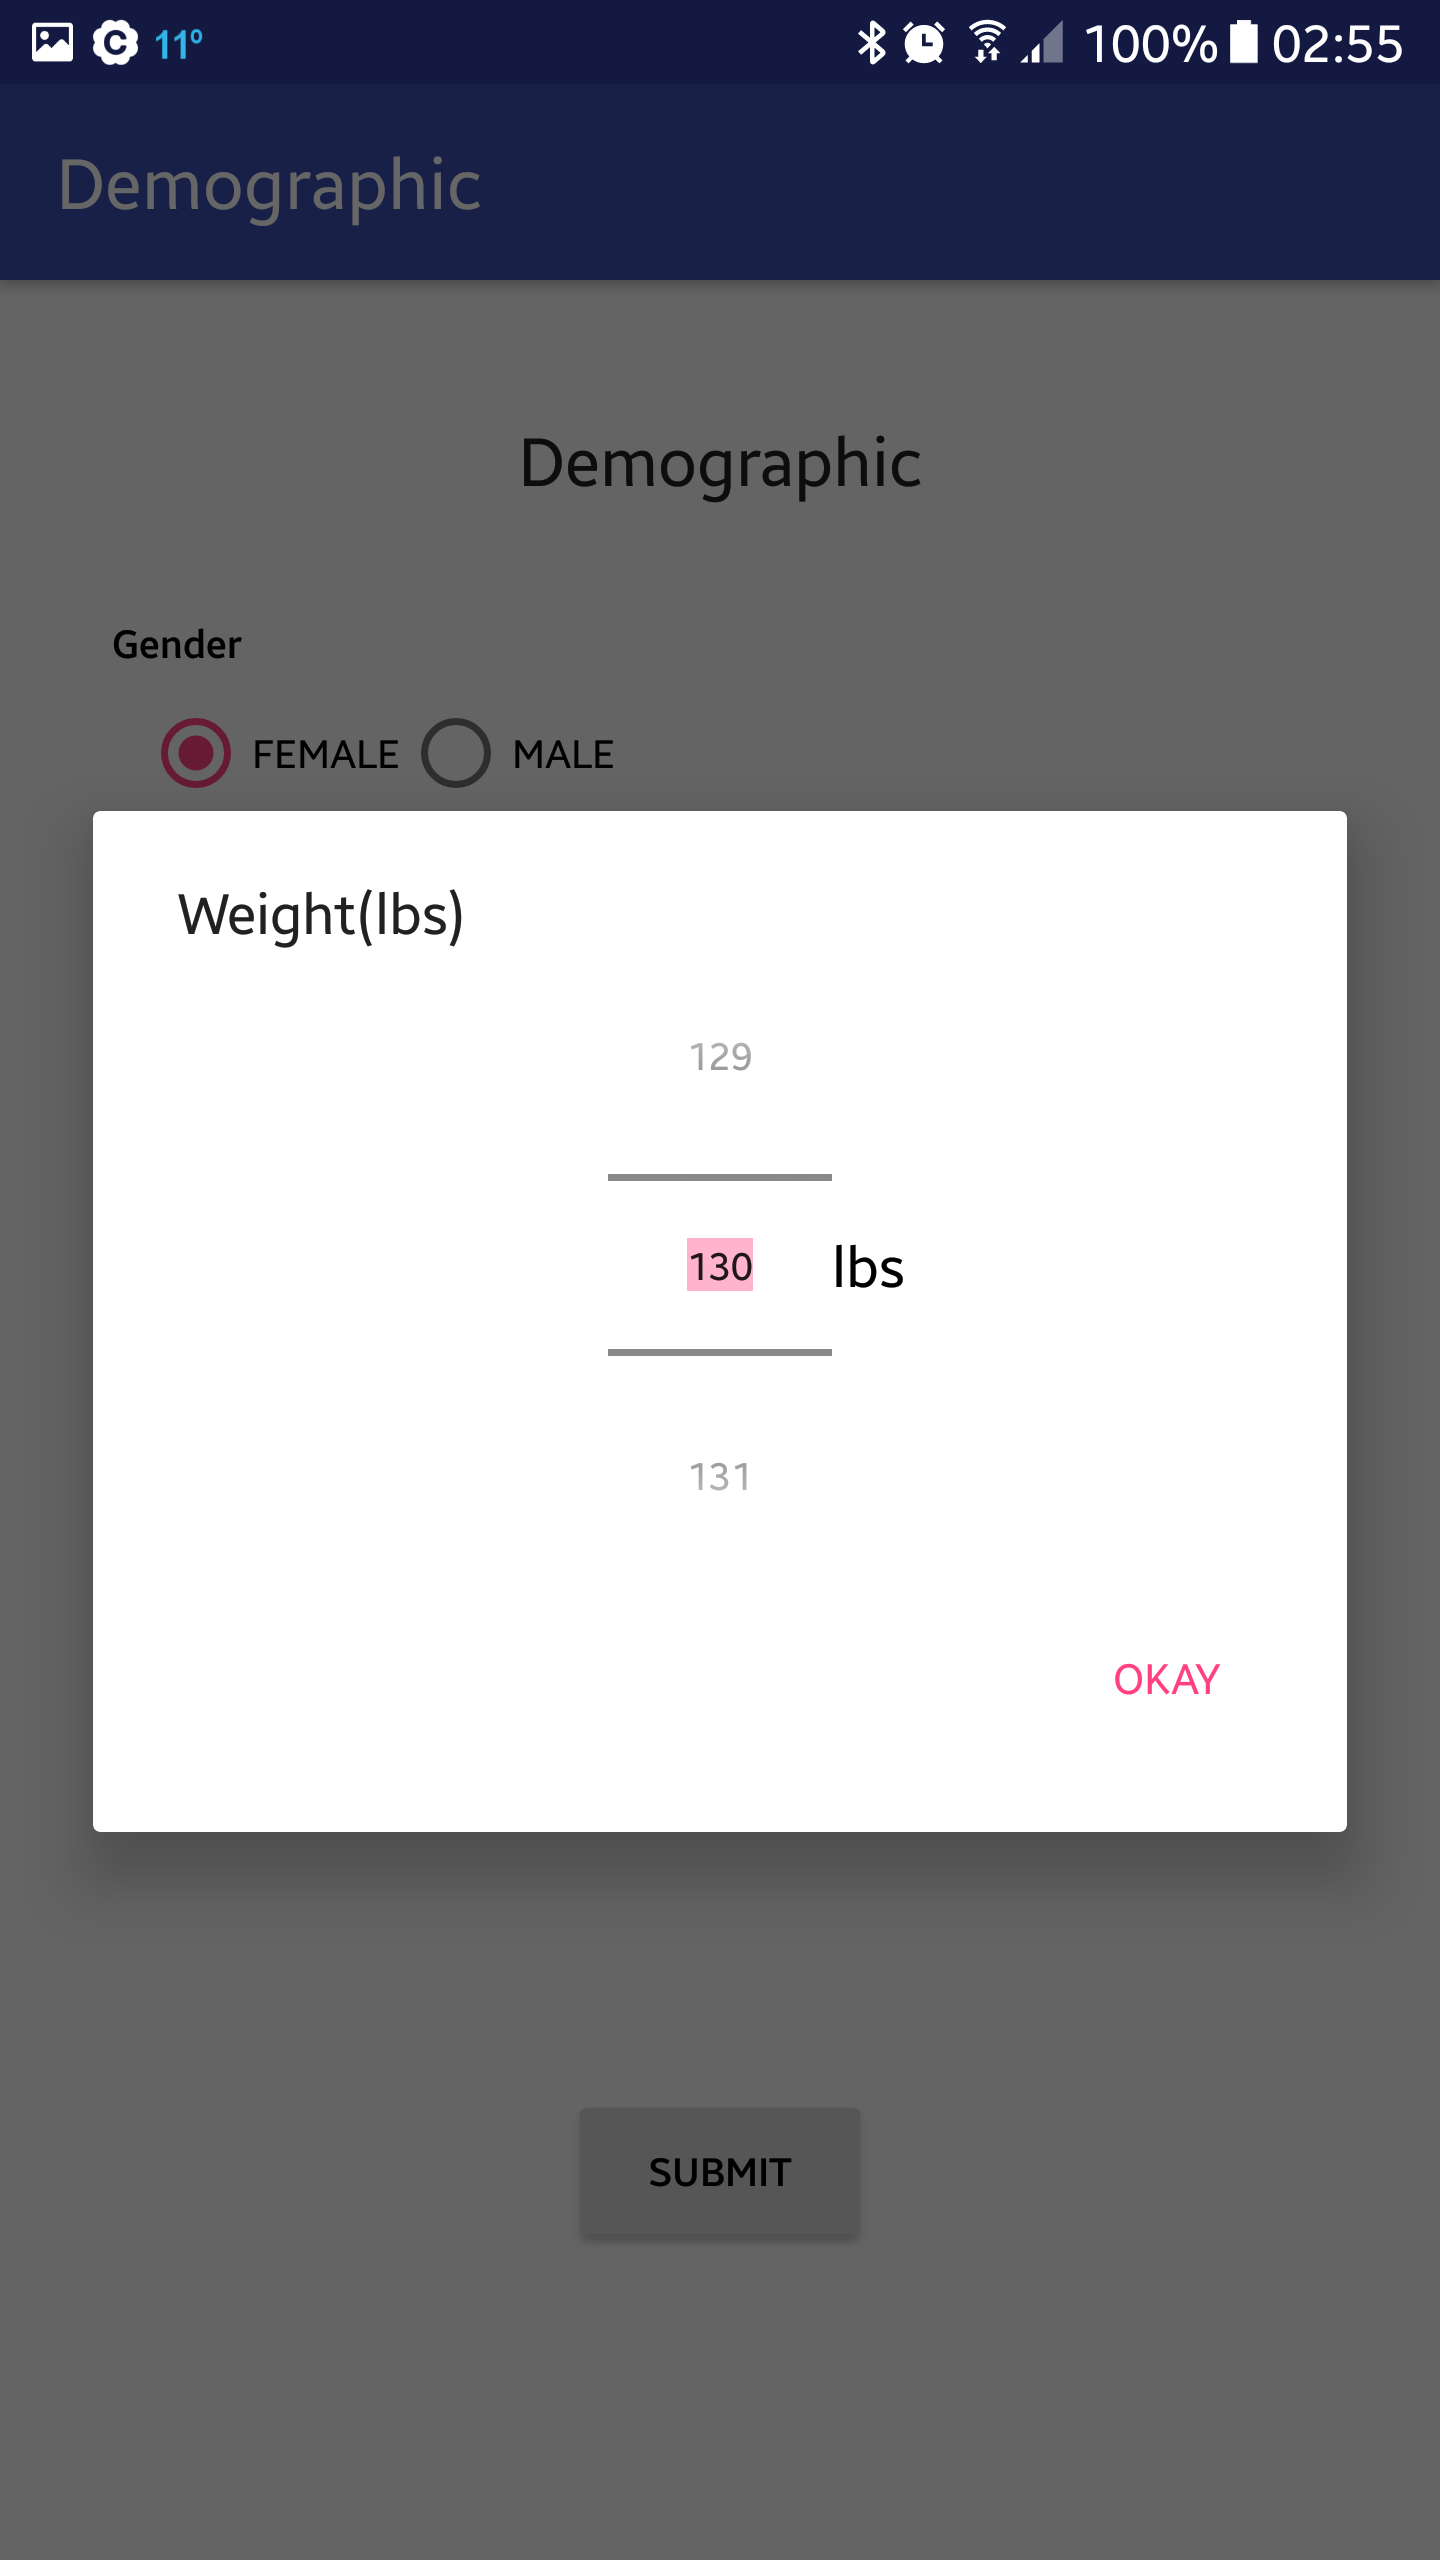 11° 100% 02:55
Demographic
Demographic
Gender
FEMALE MALE
Weight(lbs)
129
130 lbs
131
OKAY
SUBMIT